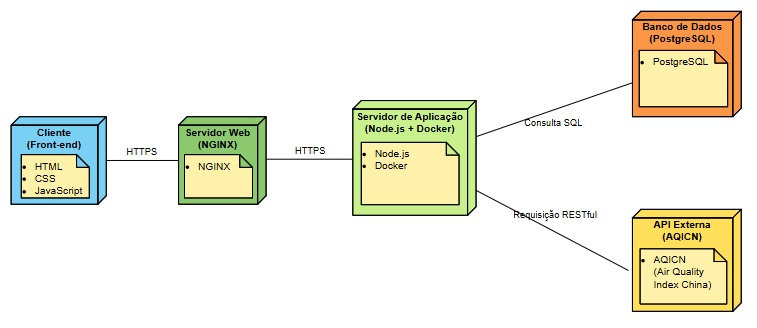 Cliente
(Front-end)
• HTML
• CSS
• JavaScript
HTTPS
Servidor Web
(NGINX)
• NGINX
HTTPS
Servidor de Aplicação
(Node.js + Docker)
• Node.js
• Docker
Consulta SQL
Requisição RESTful
Banco de Dados
(PostgreSQL)
• PostgreSQL
API Externa
(AQICN)
• AQICN
(Air Quality
Index China)